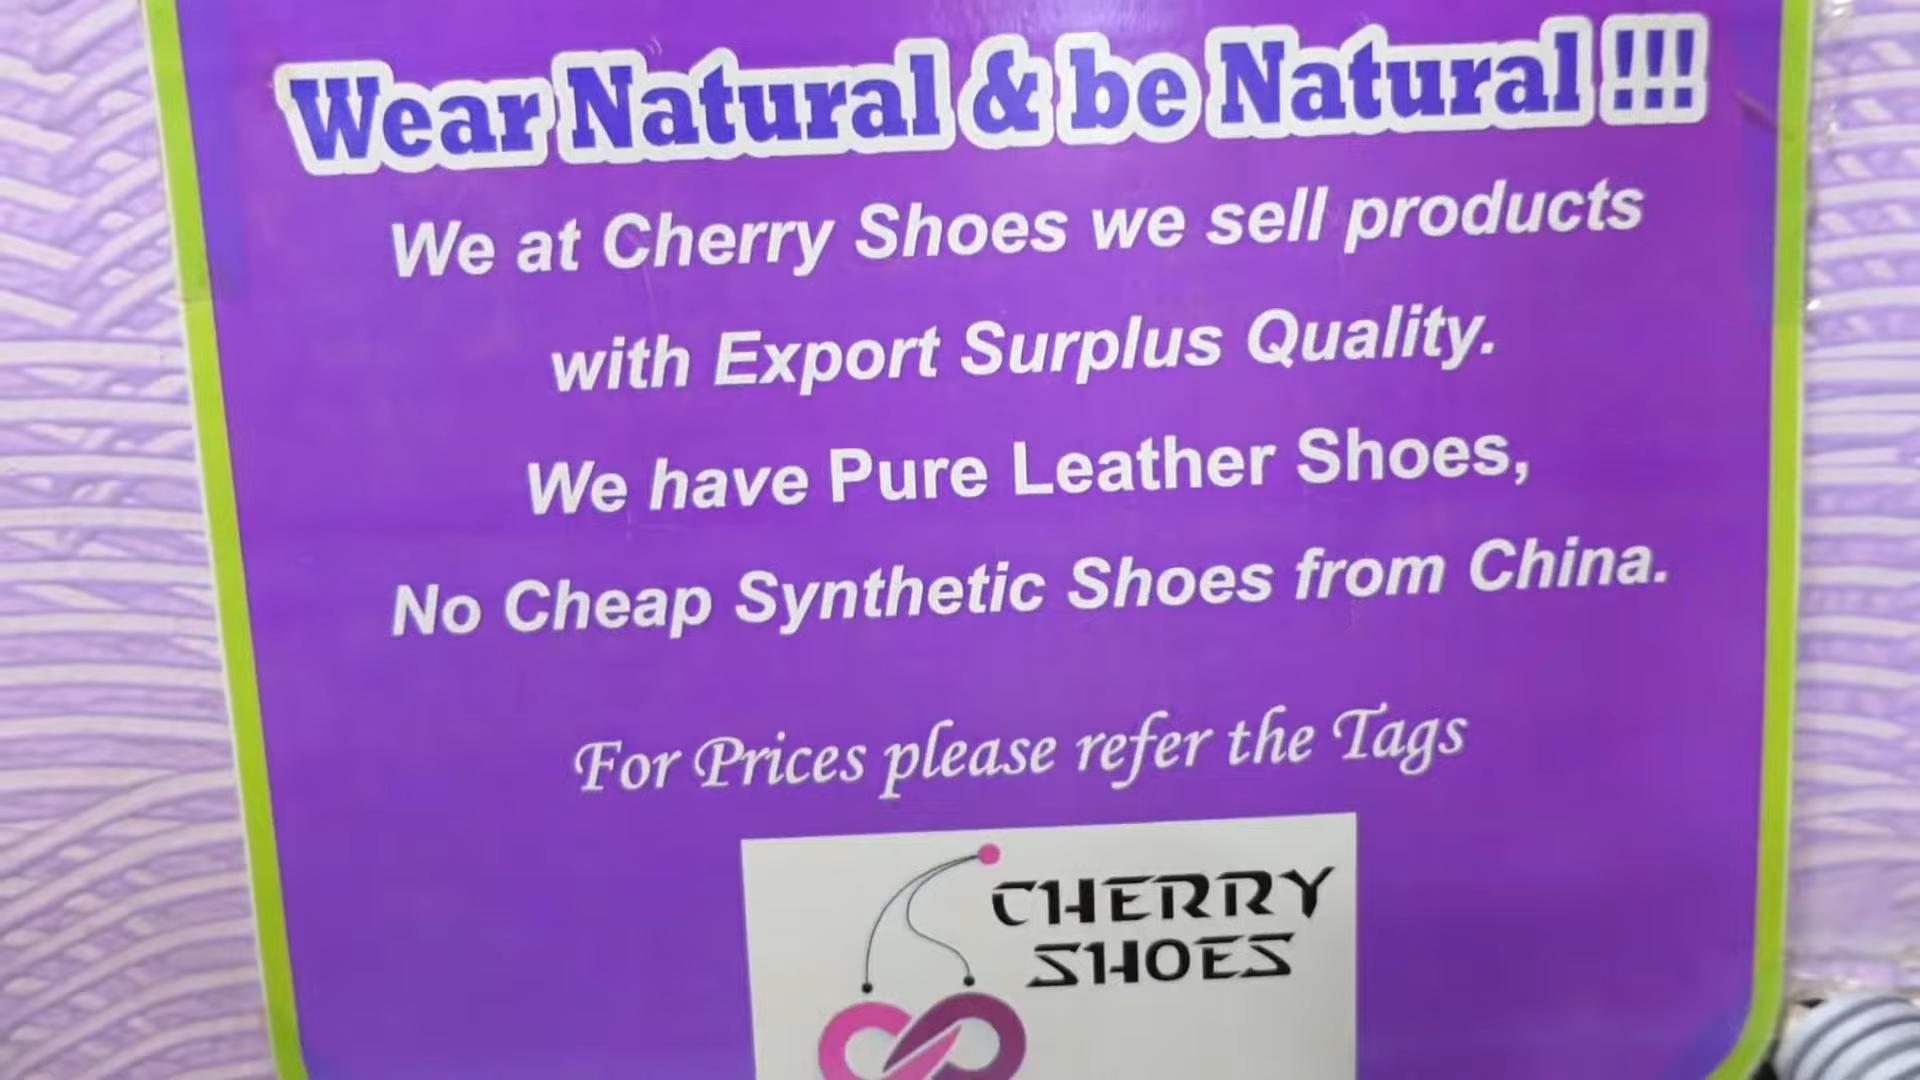 Wear Natural & be Natural !!!
We at Cherry Shoes we sell products
with Export Surplus Quality.
We have Pure Leather Shoes,
No Cheap Synthetic Shoes from China.
For Prices please refer the Tags
CHERRY
SHOES